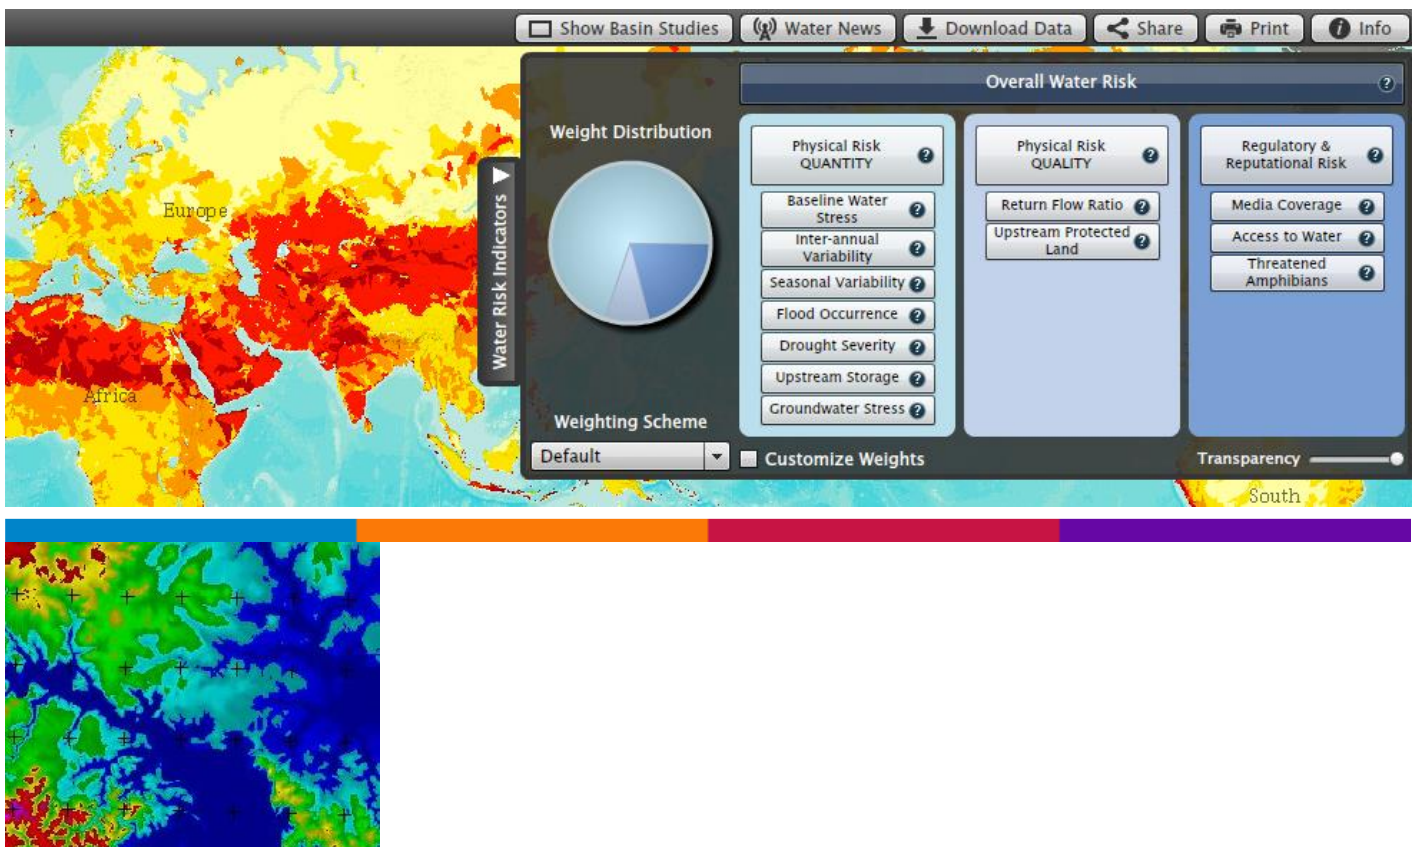 Show Basin Studies
Water News
Download Data
Share
Print
Info
Overall Water Risk
Weight Distribution
Physical Risk
QUANTITY
Physical Risk
QUALITY
Regulatory &
Reputational Risk
Baseline Water
Stress
Return Flow Ratio
Media Coverage
Inter-annual
Variability
Upstream Protected
Land
Access to Water
Seasonal Variability
Threatened
Amphibians
Flood Occurrence
Drought Severity
Upstream Storage
Groundwater Stress
Water Risk Indicators
Europe
Africa
Weighting Scheme
Default
Customize Weights
Transparency
South